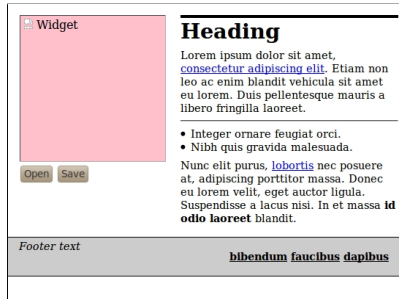 Widget
Open Save
Heading
Lorem ipsum dolor sit amet,
consectetur adipiscing elit. Etiam non
leo ac enim blandit vehicula sit amet
eu lorem. Duis pellentesque mauris a
libero fringilla laoreet.
• Integer ornare feugiat orci.
• Nibh quis gravida malesuada.
Nunc elit purus, lobortis nec posuere
at, adipiscing porttitor massa. Donec
eu lorem velit, eget auctor ligula.
Suspendisse a lacus nisi. In et massa id
odio laoreet blandit.
Footer text
bibendum faucibus dapibus